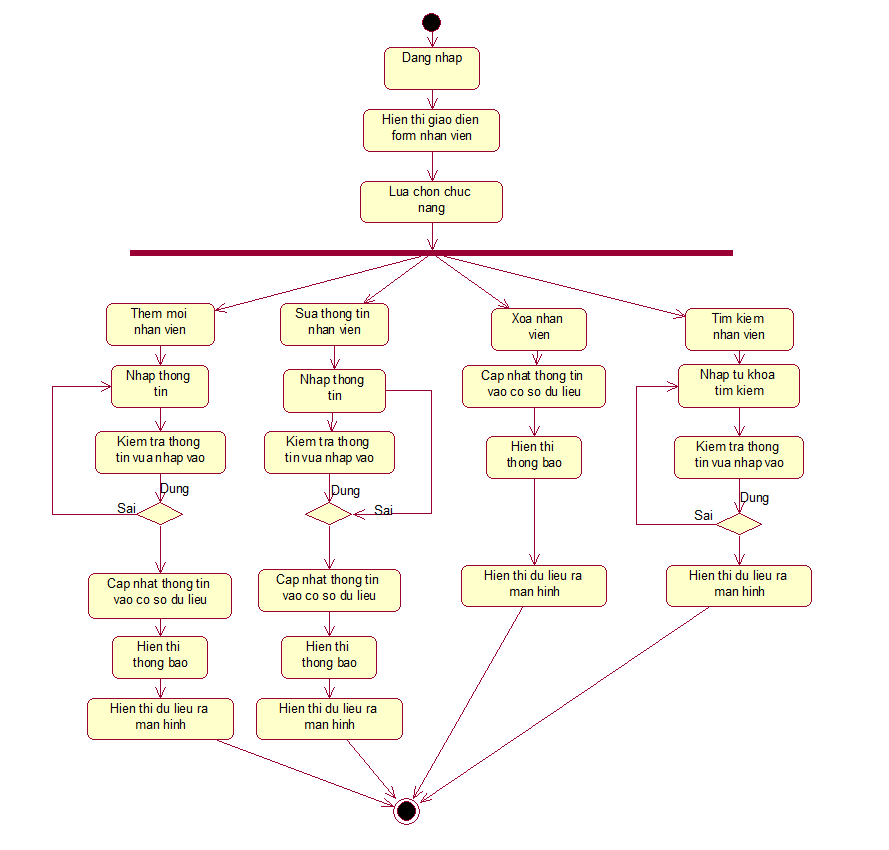 Dang nhap
Hien thi giao dien
form nhan vien
Lua chon chuc
nang
Them moi
nhan vien
Nhap thong
tin
Kiem tra thong
tin vua nhap vao
Dung
Sai
Cap nhat thong tin
vao co so du lieu
Hien thi
thong bao
Hien thi du lieu ra
man hinh
Sua thong tin
nhan vien
Nhap thong
tin
Kiem tra thong
tin vua nhap vao
Dung
Sai
Cap nhat thong tin
vao co so du lieu
Hien thi
thong bao
Hien thi du lieu ra
man hinh
Xoa nhan
vien
Cap nhat thong tin
vao co so du lieu
Hien thi
thong bao
Hien thi du lieu ra
man hinh
Tim kiem
nhan vien
Nhap tu khoa
tim kiem
Kiem tra thong
tin vua nhap vao
Dung
Sai
Hien thi du lieu ra
man hinh